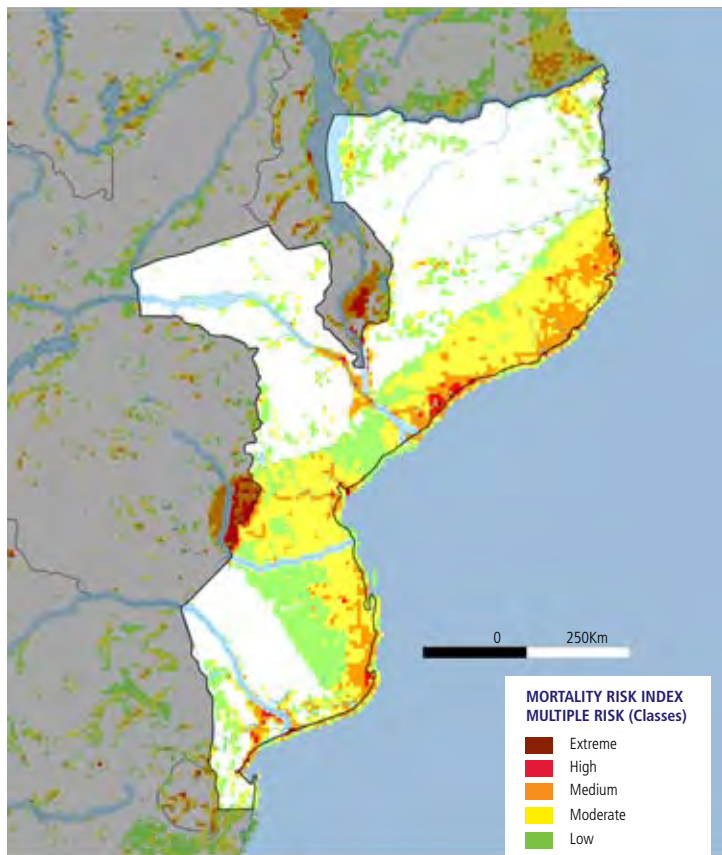 0 250Km
MORTALITY RISK INDEX
MULTIPLE RISK (Classes)
Extreme
High
Medium
Moderate
Low